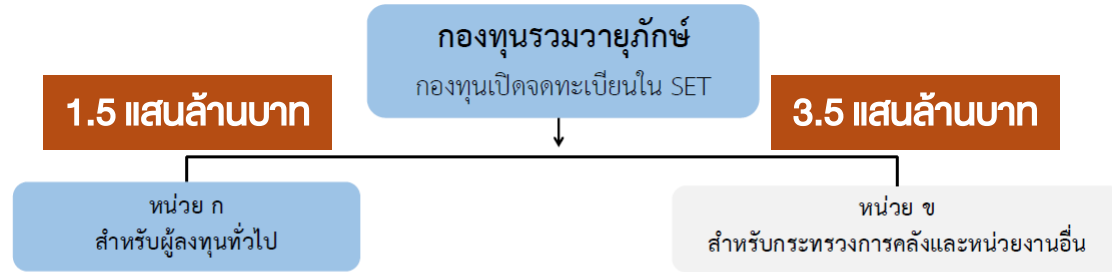 กองทุนรวมวายุภักษ์
กองทุนเปิดจดทะเบียนใน SET
1.5 แสนล้านบาท
3.5 แสนล้านบาท
หน่วย ก
สำหรับผู้ลงทุนทั่วไป
หน่วย ข
สำหรับกระทรวงการคลังและหน่วยงานอื่น